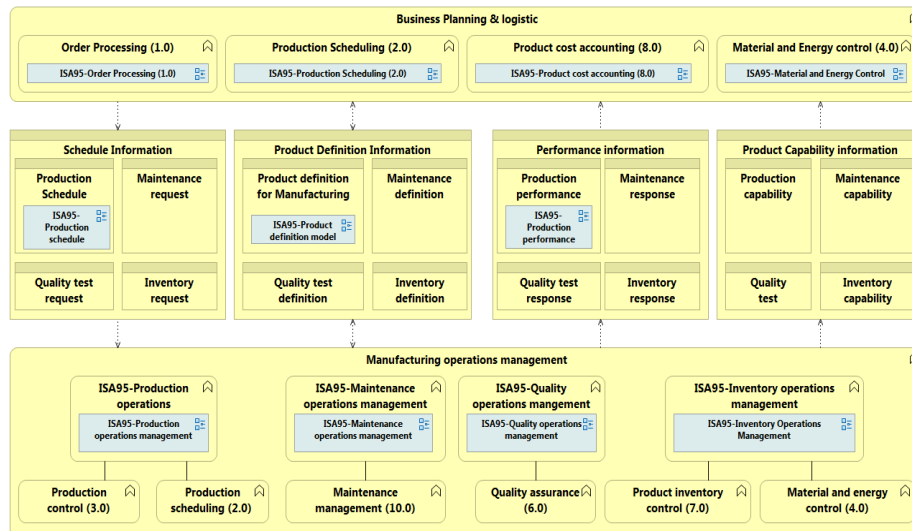 Business Planning & logistic
Order Processing (1.0)
ISA95-Order Processing (1.0)
Production Scheduling (2.0)
ISA95-Production Scheduling (2.0)
Product cost accounting (8.0)
ISA95-Product cost accounting (8.0)
Material and Energy control (4.0)
ISA95-Material and Energy Control
Schedule Information
Production
Schedule
ISA95-
Production
schedule
Maintenance
request
Quality test
request
Inventory
request
Product Definition Information
Product definition
for Manufacturing
ISA95-Product
definition model
Maintenance
definition
Quality test
definition
Inventory
definition
Performance information
Production
performance
ISA95-
Production
performance
Maintenance
response
Quality test
response
Inventory
response
Product Capability information
Production
capability
Maintenance
capability
Quality
test
Inventory
capability
Manufacturing operations management
ISA95-Production
operations
ISA95-Production
operations management
ISA95-Maintenance
operations management
ISA95-Maintenance
operations management
ISA95-Quality
operations mangement
ISA95-Quality operations
management
ISA95-Inventory operations
management
ISA95-Inventory Operations
Management
Production
control (3.0)
Production
scheduling (2.0)
Maintenance
management (10.0)
Quality assurance
(6.0)
Product inventory
control (7.0)
Material and energy
control (4.0)